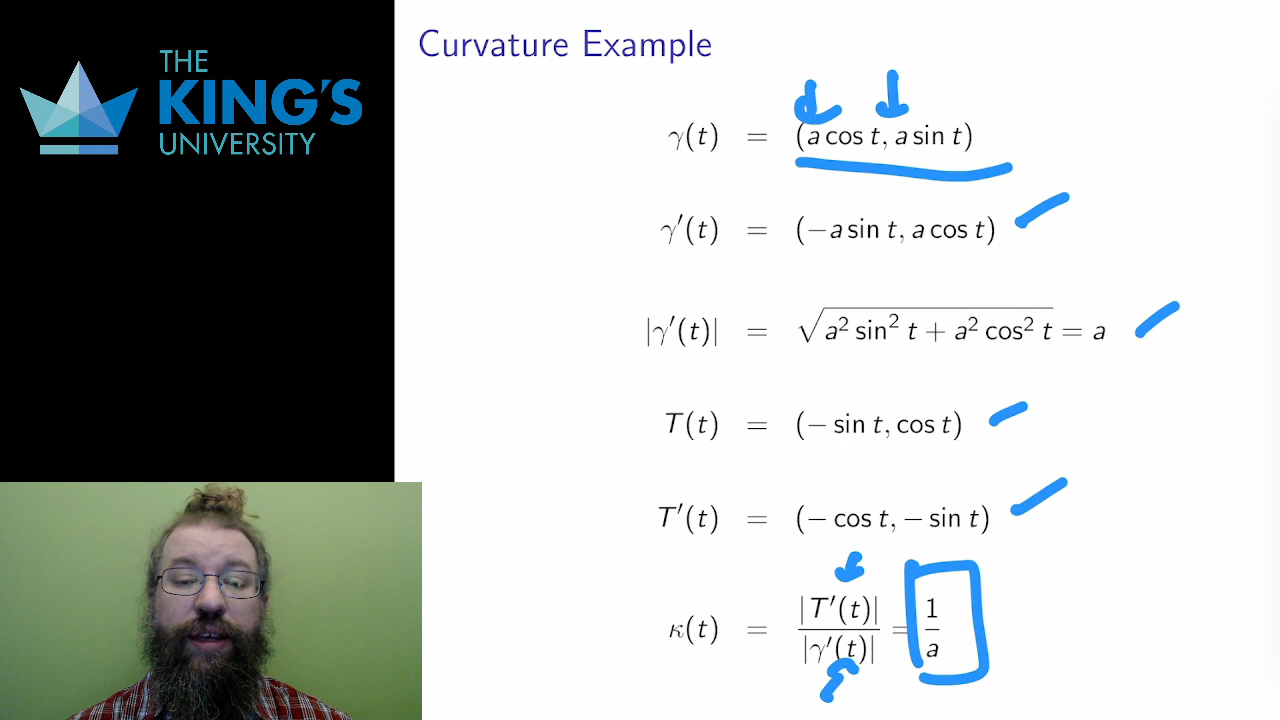 THE
KING'S
UNIVERSITY
Curvature Example
γ(t) = (a cos t, a sin t)
γ′(t) = (−a sin t, a cos t)
|γ′(t)| = √(a² sin² t + a² cos² t) = a
T(t) = (− sin t, cos t)
T′(t) = (− cos t, − sin t)
κ(t) = |T′(t)| / |γ′(t)| = 1/a